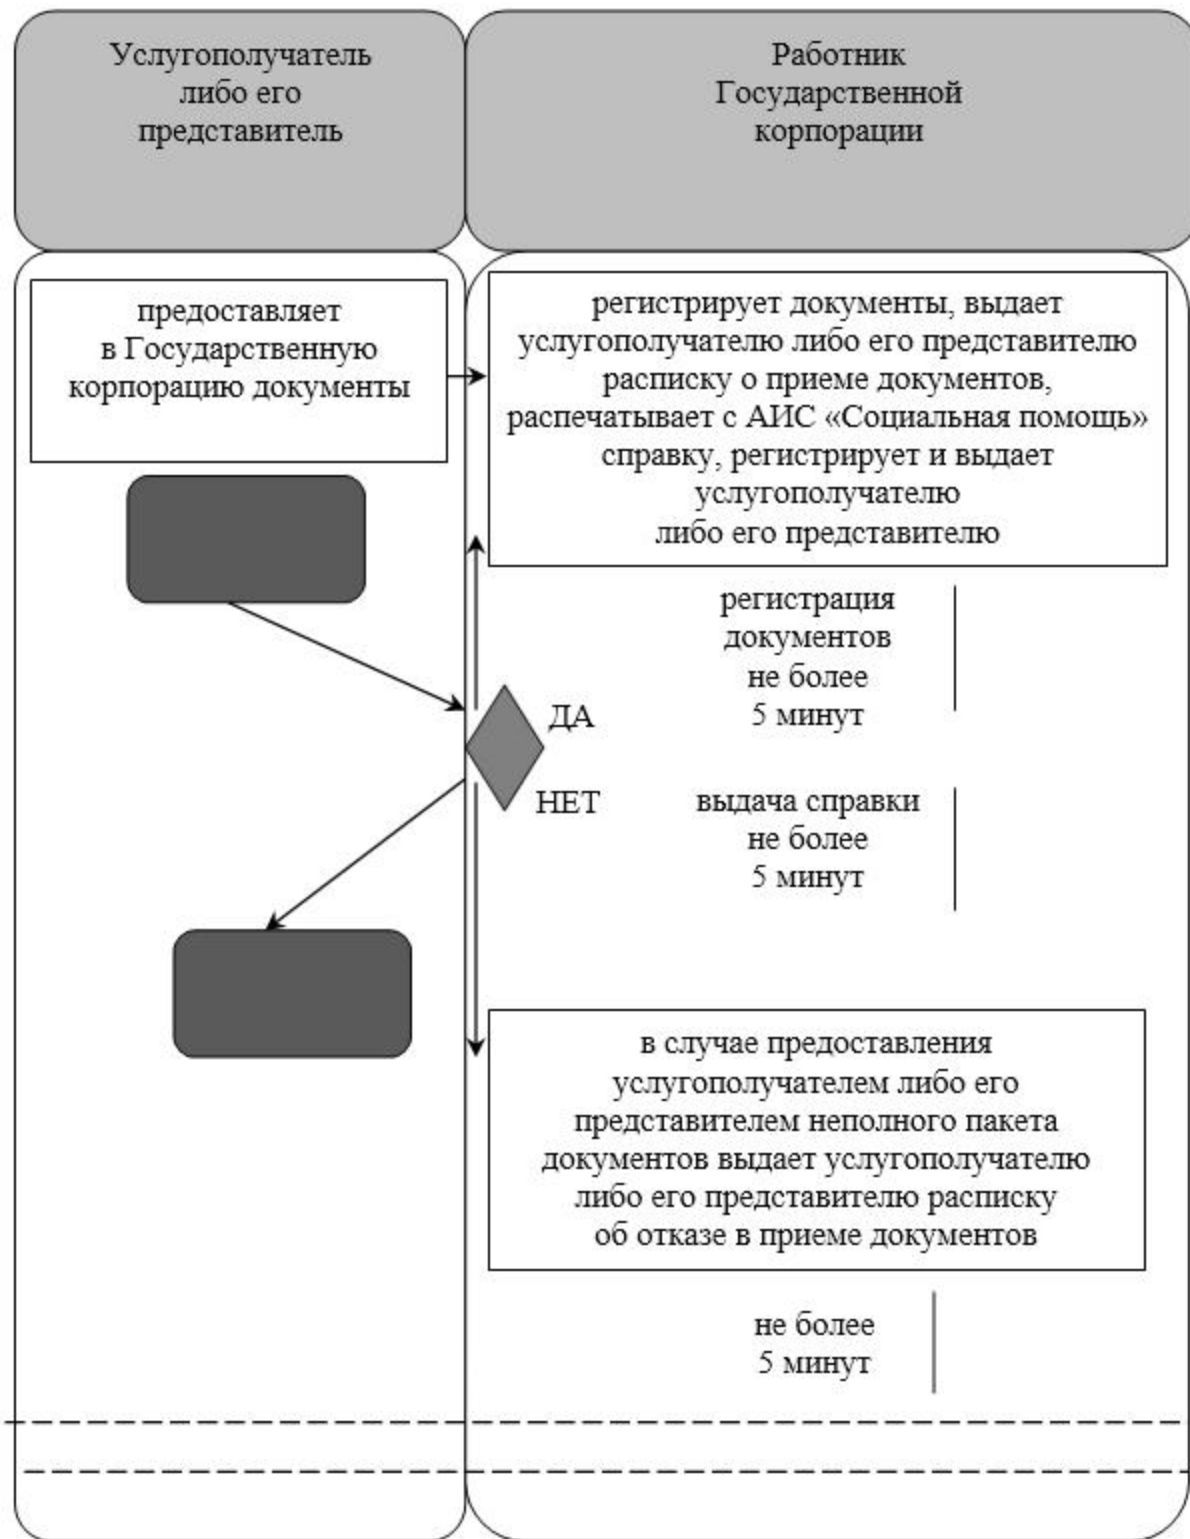 Услугополучатель
либо его
представитель
Работник
Государственной
корпорации
предоставляет
в Государственную
корпорацию документы
регистрирует документы, выдает
услугополучателю либо его представителю
расписку о приеме документов,
распечатывает с АИС «Социальная помощь»
справку, регистрирует и выдает
услугополучателю
либо его представителю
регистрация
документов
не более
5 минут
ДА
НЕТ
выдача справки
не более
5 минут
в случае предоставления
услугополучателем либо его
представителем неполного пакета
документов выдает услугополучателю
либо его представителю расписку
об отказе в приеме документов
не более
5 минут